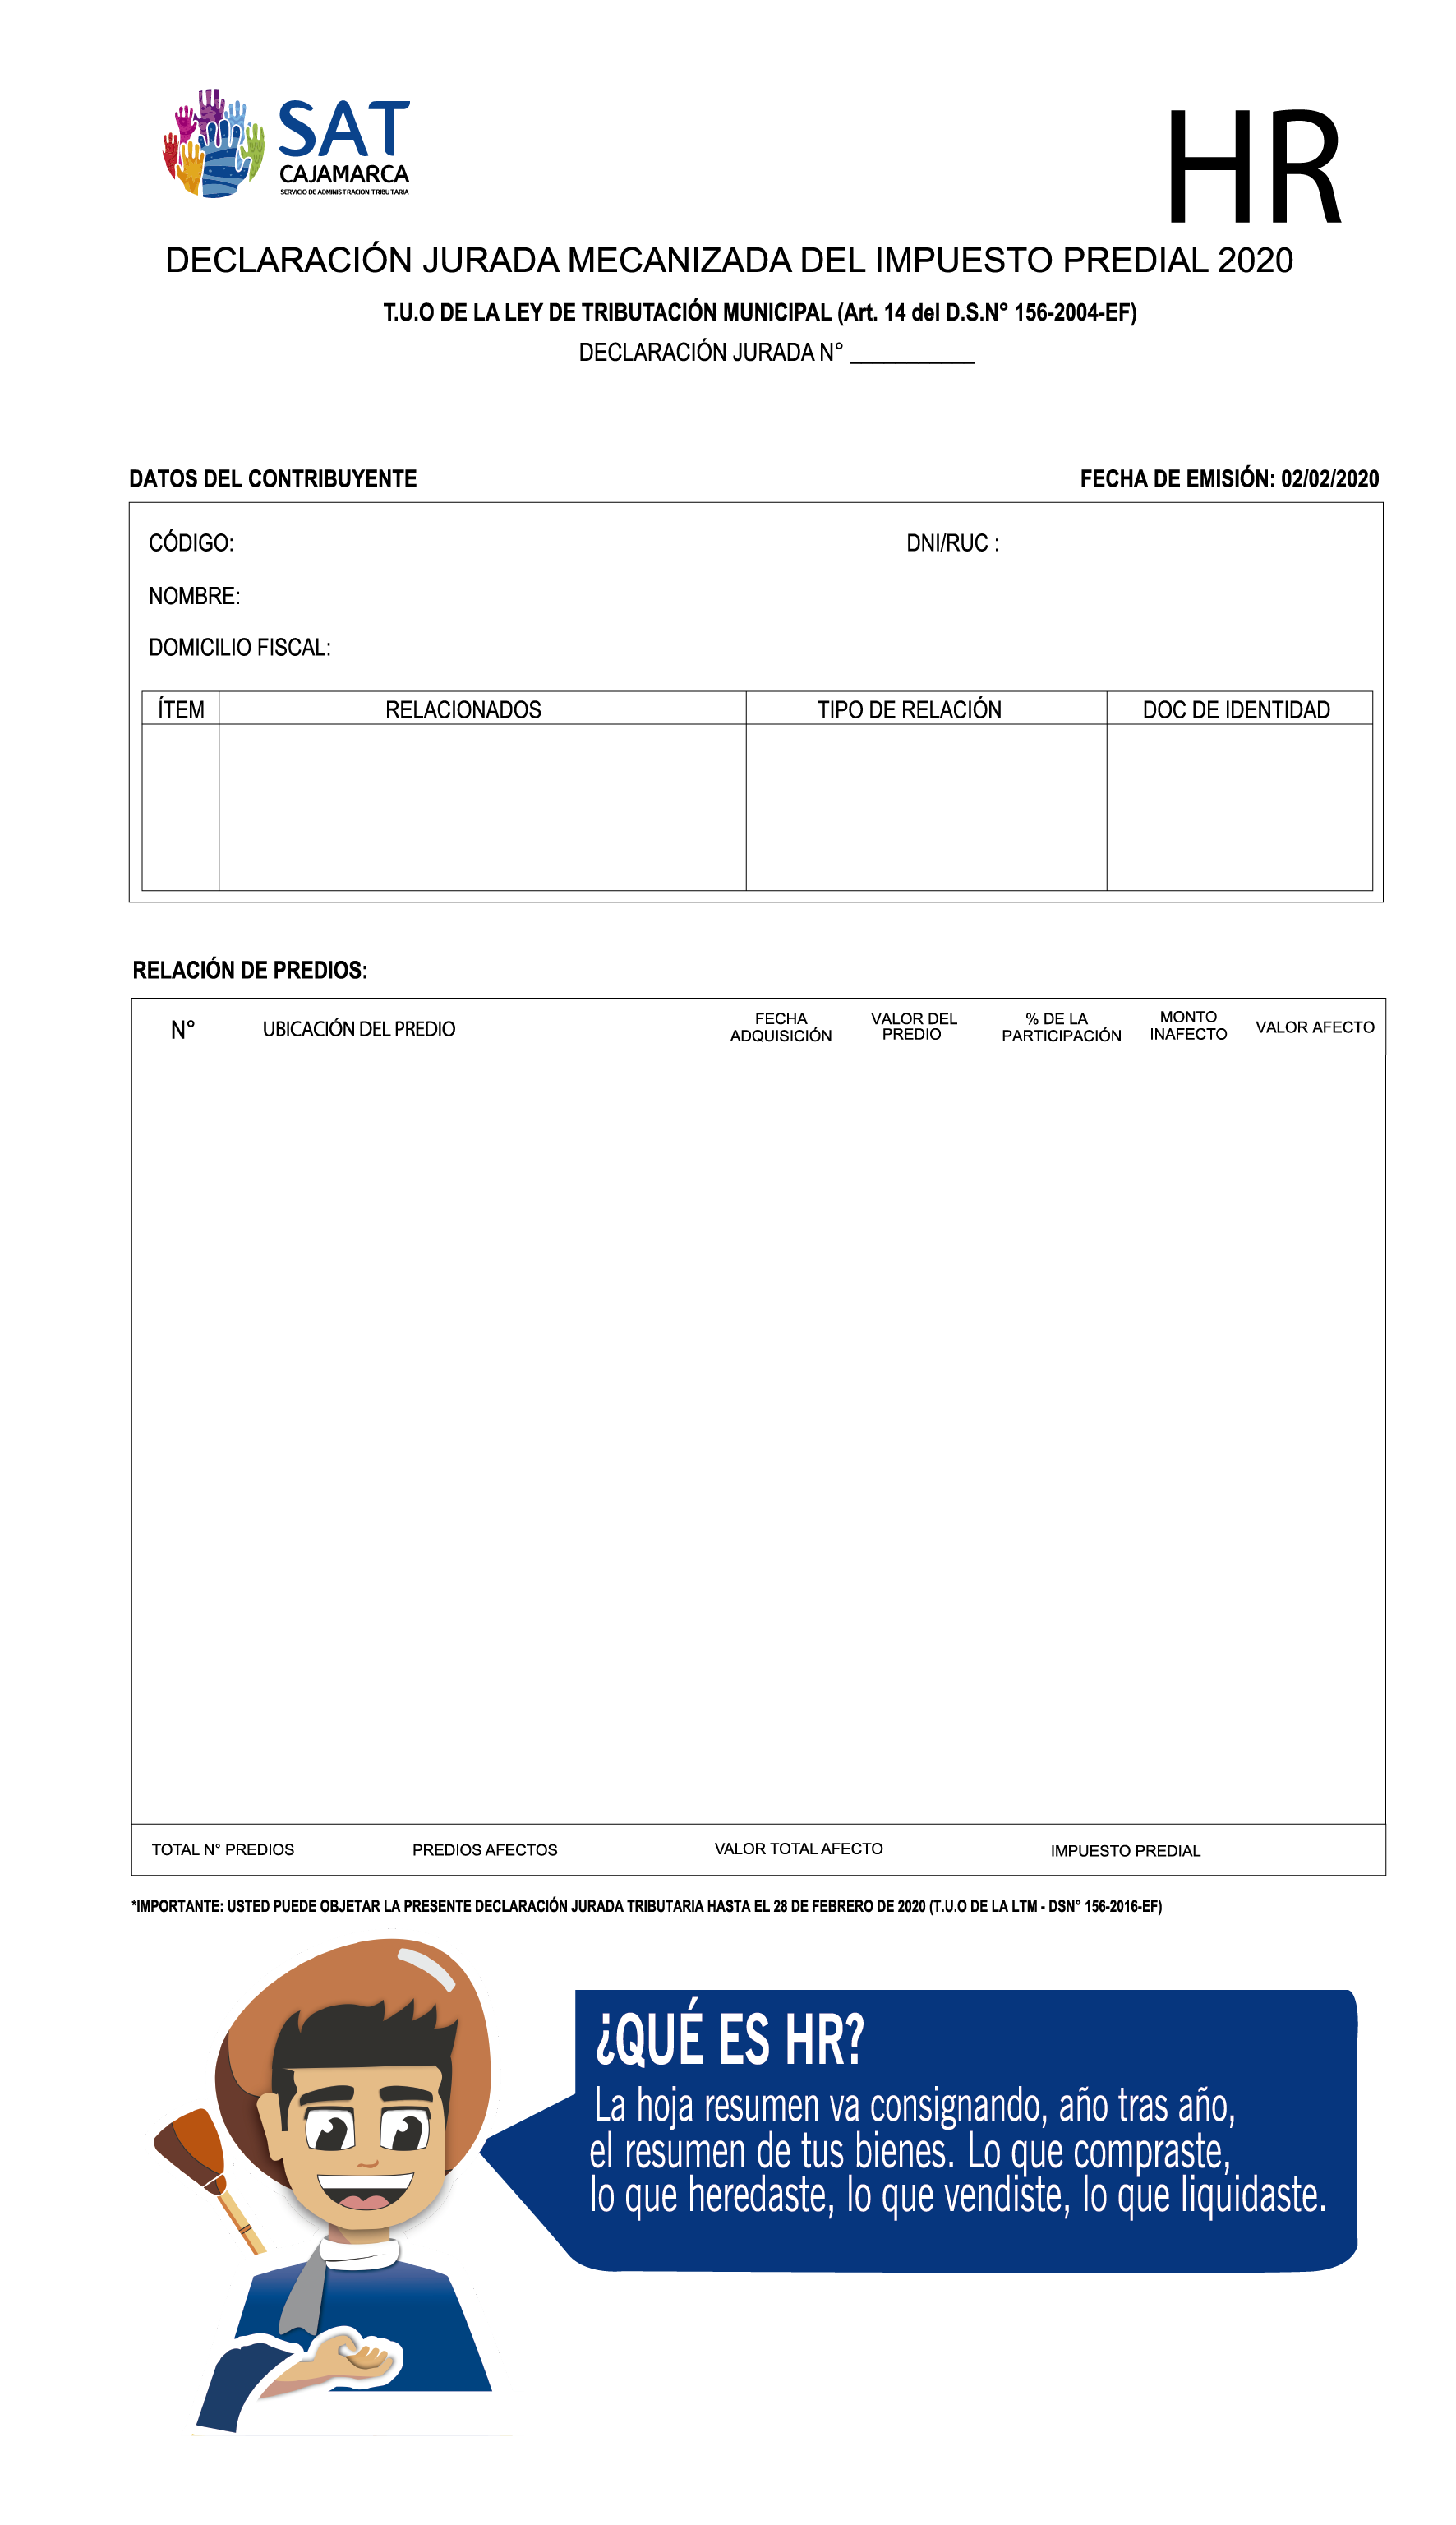 SAT
CAJAMARCA
SERVICIO DE ADMINISTRACION TRIBUTARIA
HR
DECLARACIÓN JURADA MECANIZADA DEL IMPUESTO PREDIAL 2020
T.U.O DE LA LEY DE TRIBUTACIÓN MUNICIPAL (Art. 14 del D.S.N° 156-2004-EF)
DECLARACIÓN JURADA N° __________
DATOS DEL CONTRIBUYENTE FECHA DE EMISIÓN: 02/02/2020
CÓDIGO: DNI/RUC :
NOMBRE:
DOMICILIO FISCAL:
ÍTEM RELACIONADOS TIPO DE RELACIÓN DOC DE IDENTIDAD
RELACIÓN DE PREDIOS:
N° UBICACIÓN DEL PREDIO FECHA ADQUISICIÓN VALOR DEL PREDIO % DE LA PARTICIPACIÓN MONTO INAFECTO VALOR AFECTO
TOTAL N° PREDIOS PREDIOS AFECTOS VALOR TOTAL AFECTO IMPUESTO PREDIAL
*IMPORTANTE: USTED PUEDE OBJETAR LA PRESENTE DECLARACIÓN JURADA TRIBUTARIA HASTA EL 28 DE FEBRERO DE 2020 (T.U.O DE LA LTM - DSN° 156-2016-EF)
¿QUÉ ES HR?
La hoja resumen va consignando, año tras año,
el resumen de tus bienes. Lo que compraste,
lo que heredaste, lo que vendiste, lo que liquidaste.